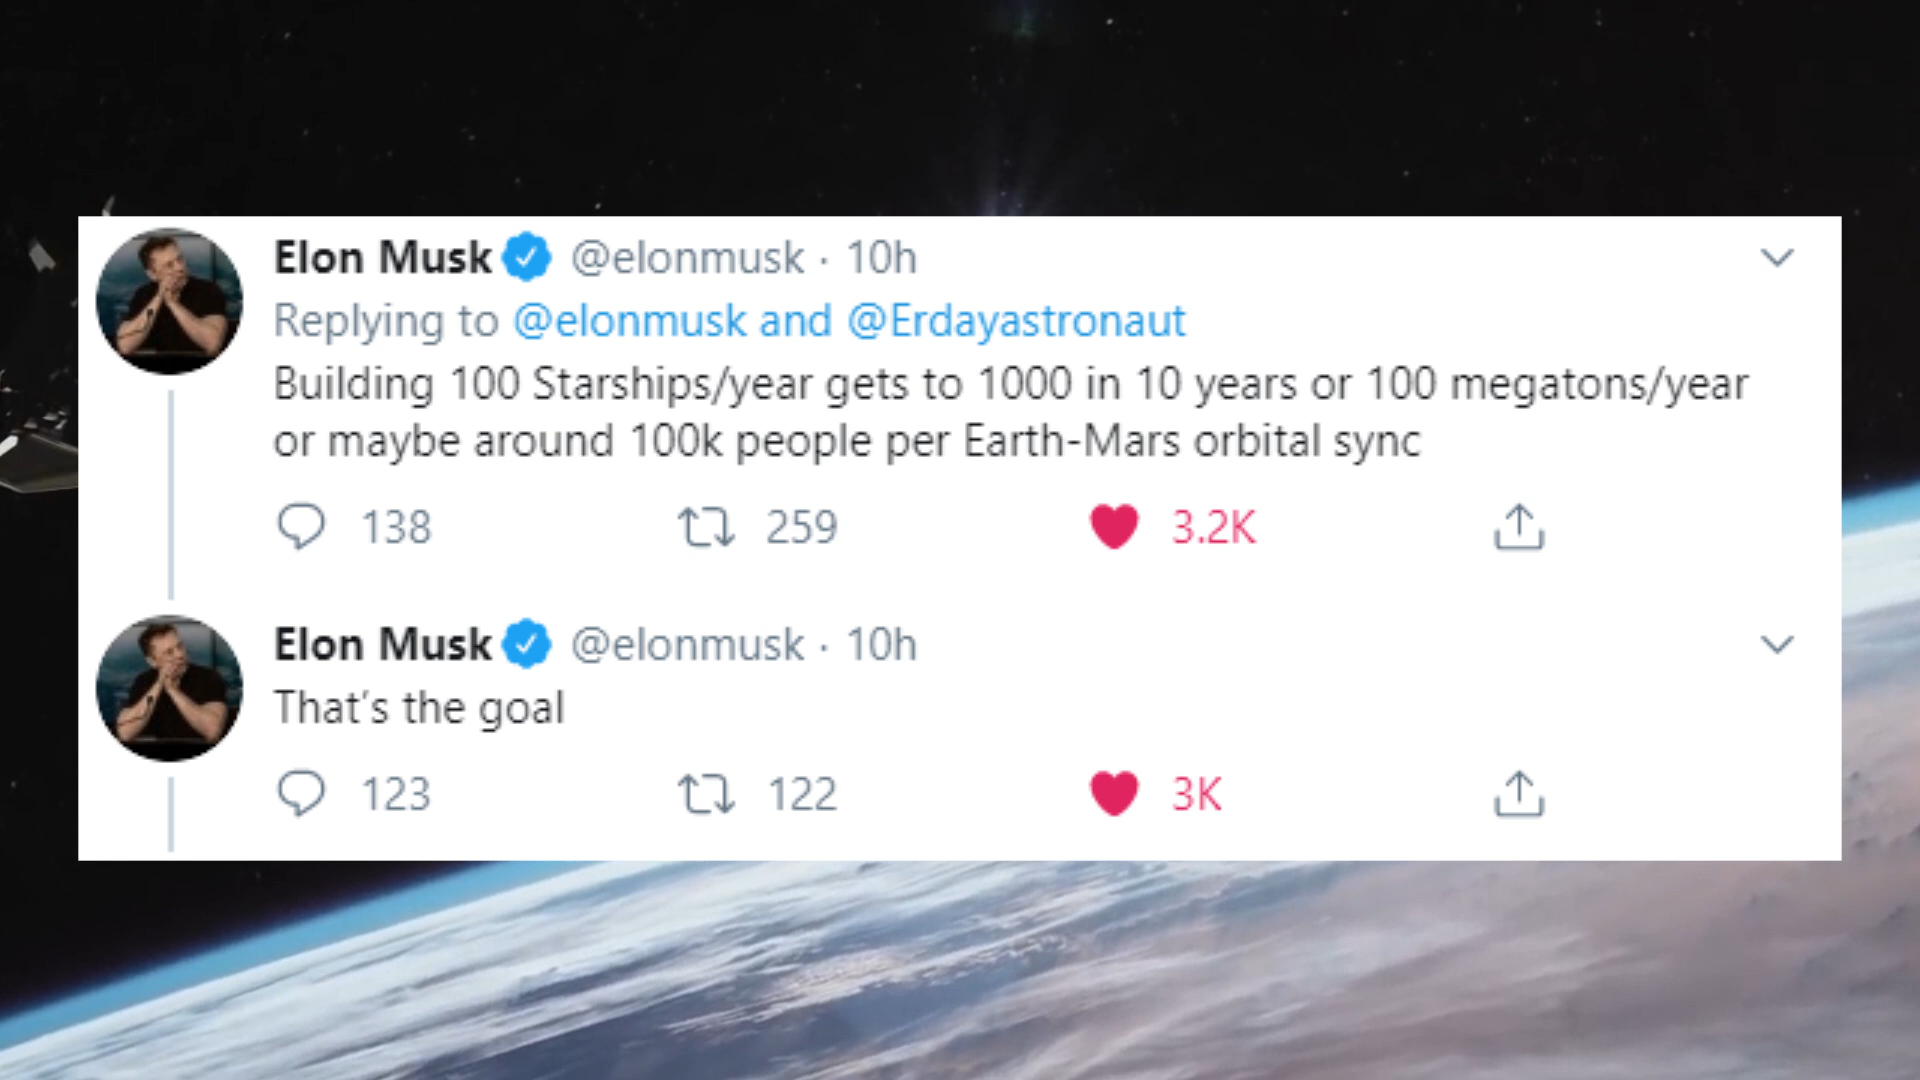 Elon Musk @elonmusk · 10h
Replying to @elonmusk and @Erdayastronaut
Building 100 Starships/year gets to 1000 in 10 years or 100 megatons/year
or maybe around 100k people per Earth-Mars orbital sync
138 259 3.2K
Elon Musk @elonmusk · 10h
That's the goal
123 122 3K